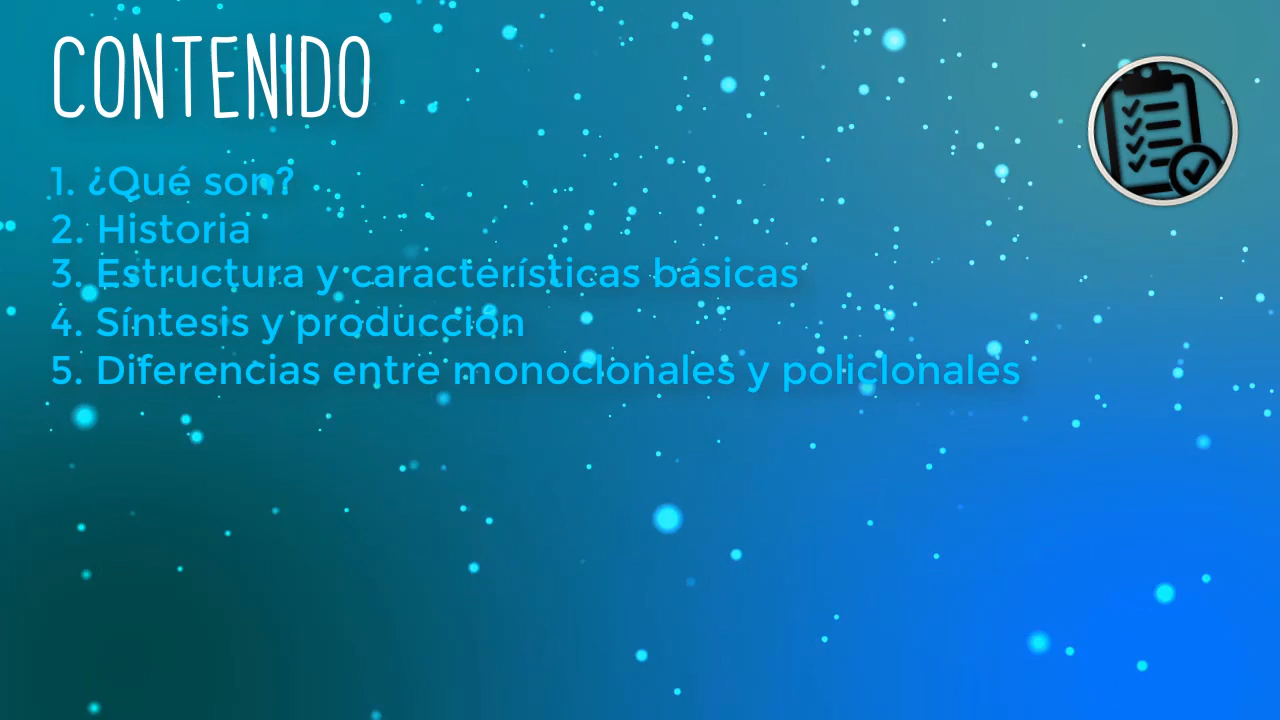 CONTENIDO
1. ¿Qué son?
2. Historia
3. Estructura y características básicas
4. Síntesis y producción
5. Diferencias entre monoclonales y policlonales